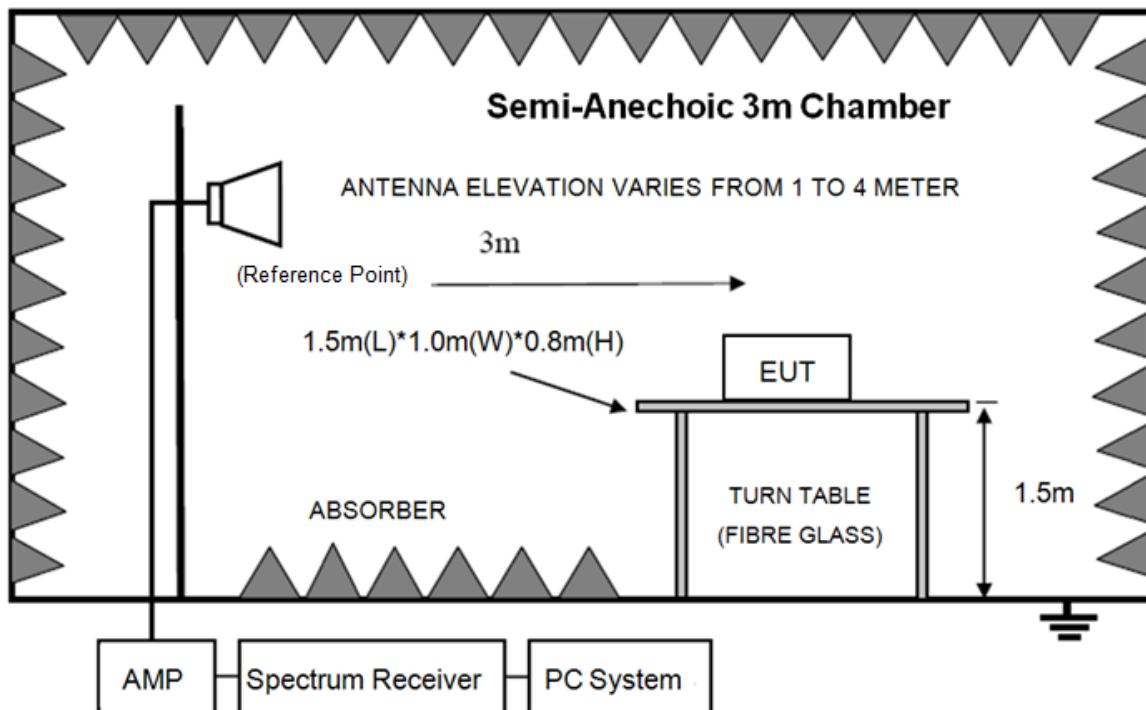 Semi-Anechoic 3m Chamber
ANTENNA ELEVATION VARIES FROM 1 TO 4 METER
3m
(Reference Point)
1.5m(L)*1.0m(W)*0.8m(H)
EUT
ABSORBER
TURN TABLE
(FIBRE GLASS)
1.5m
AMP
Spectrum Receiver
PC System